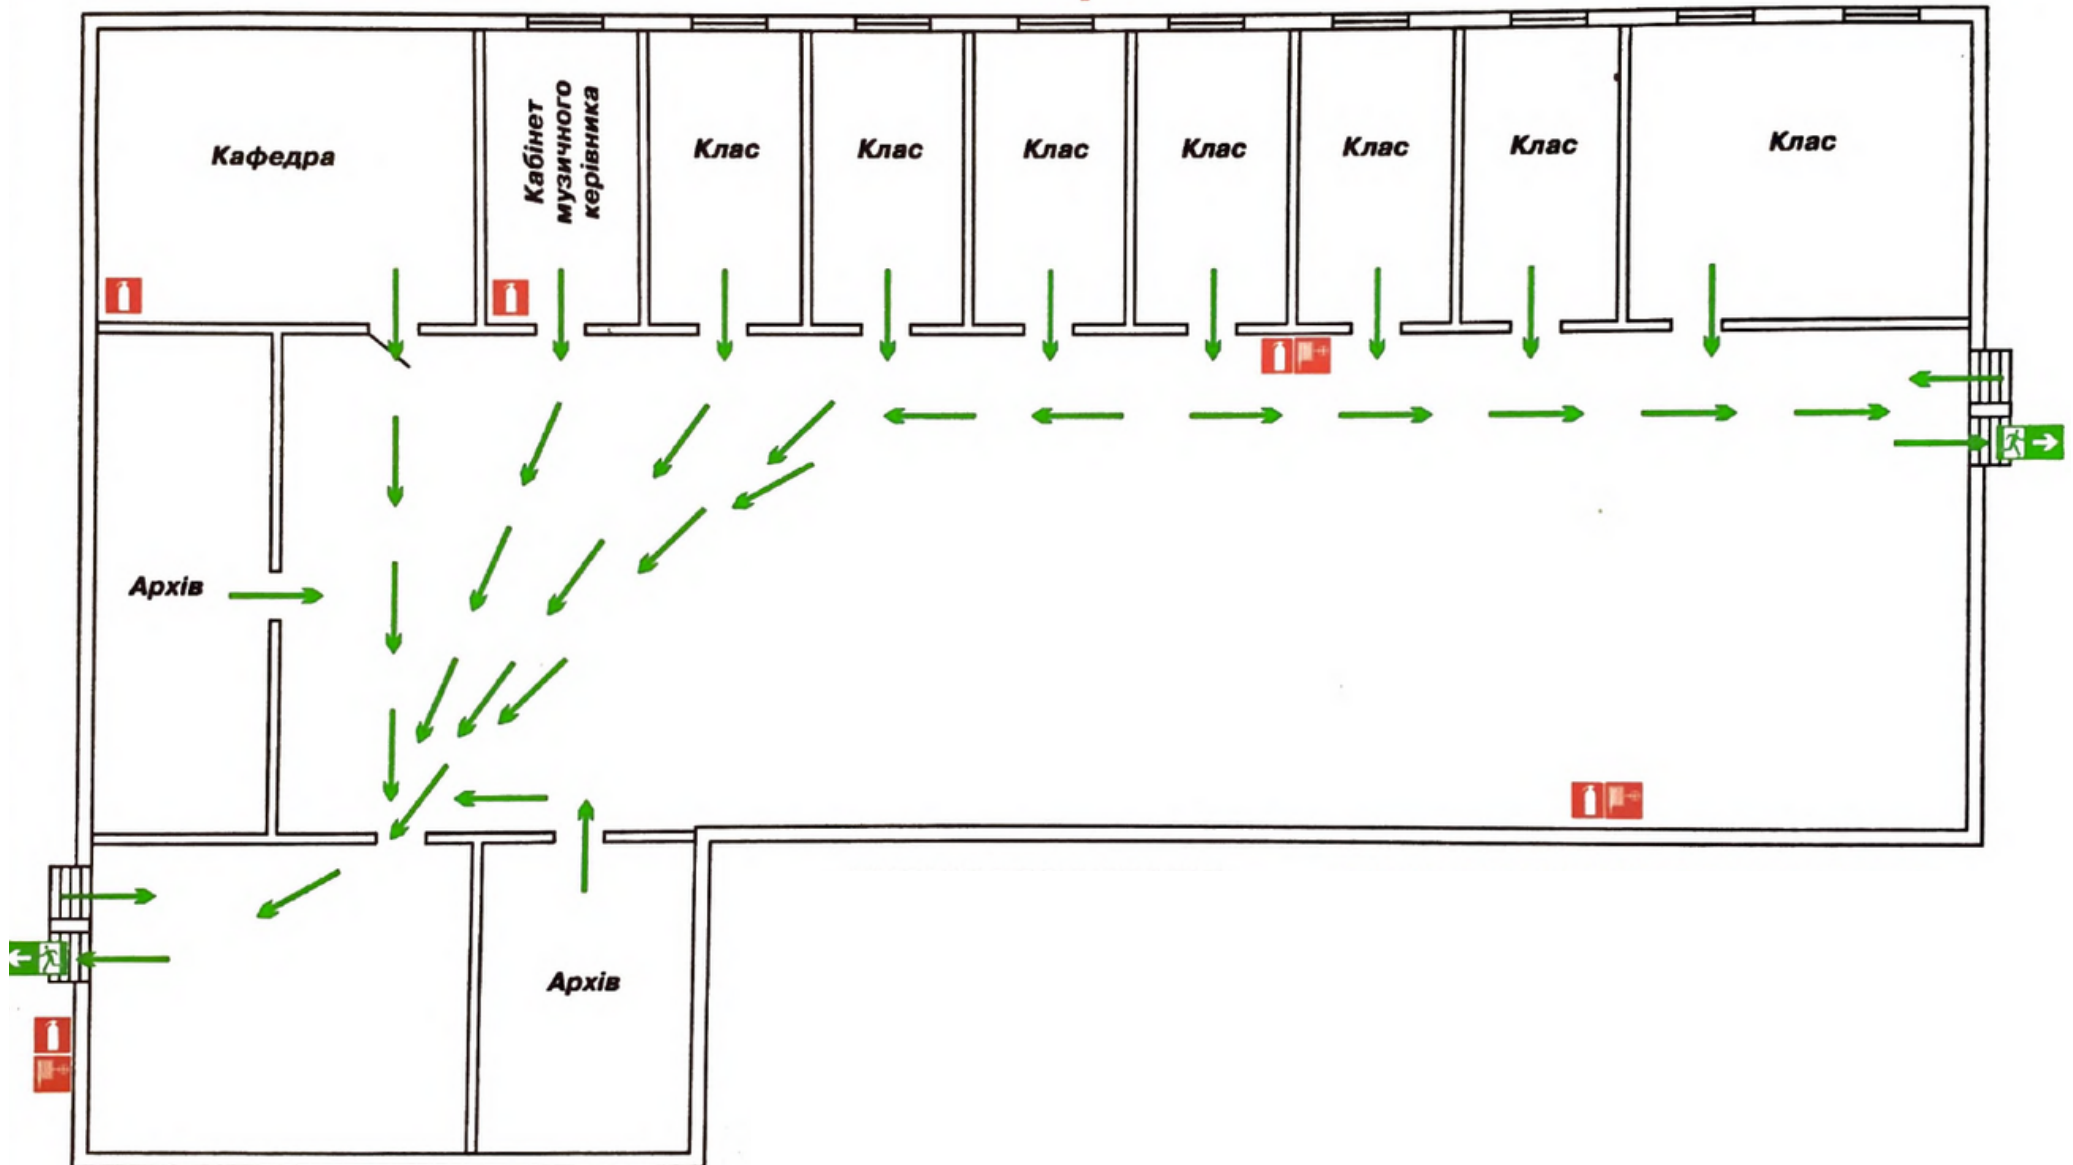 Кафедра
Кабінет
музичного
керівника
Клас
Клас
Клас
Клас
Клас
Клас
Клас
Архів
Архів